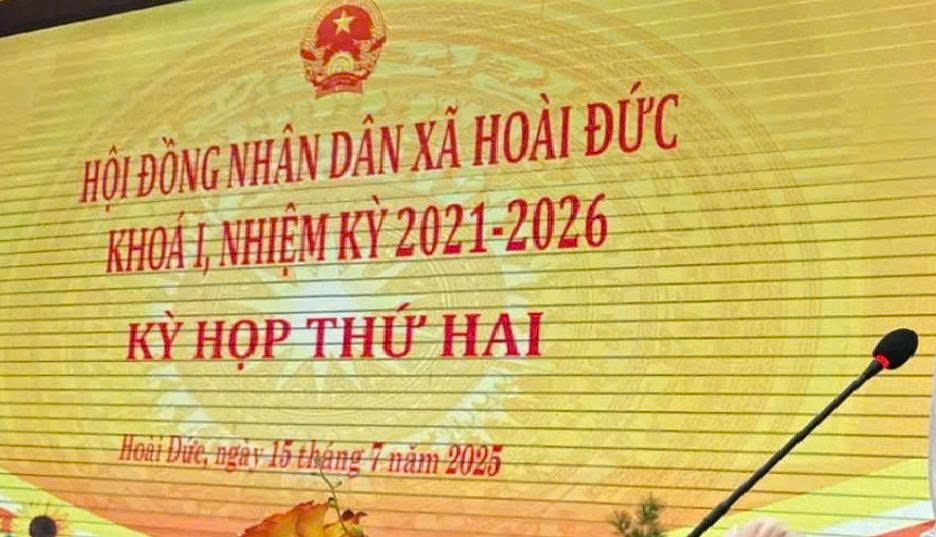 HỘI ĐỒNG NHÂN DÂN XÃ HOÀI ĐỨC
KHOÁ I, NHIỆM KỲ 2021-2026
KỲ HỌP THỨ HAI
Hoài Đức, ngày 15 tháng 7 năm 2025